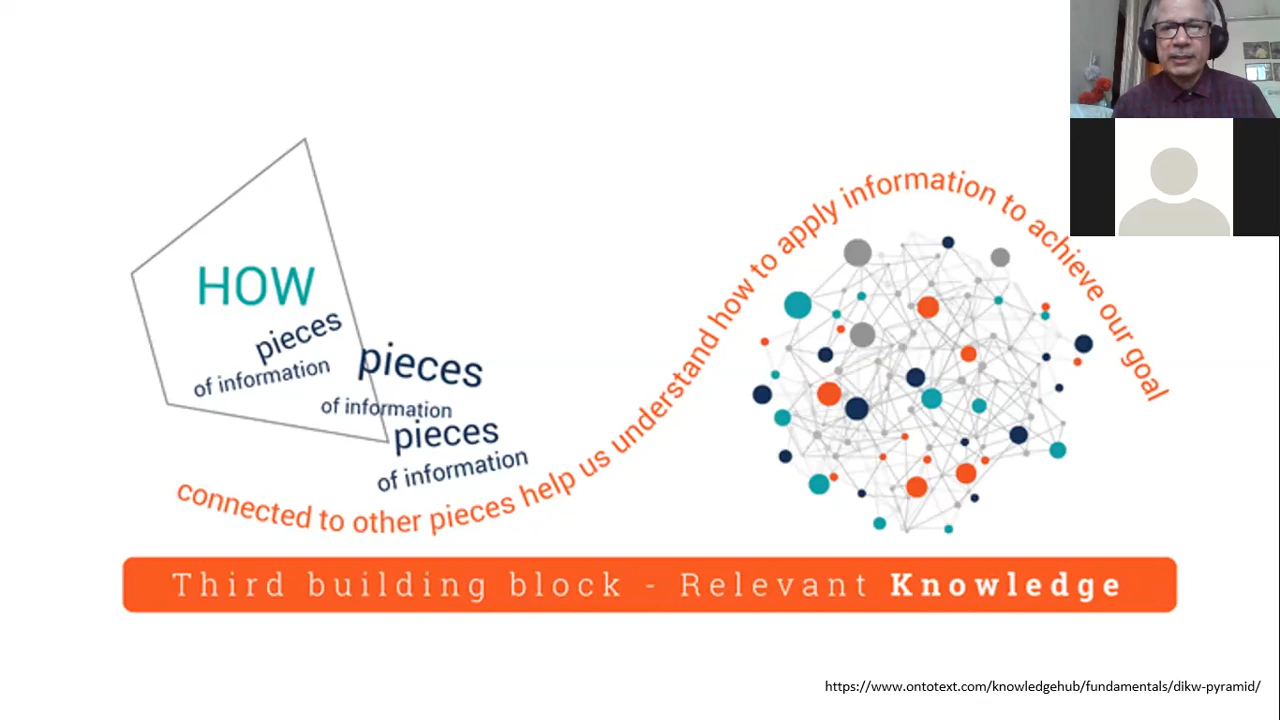 HOW
pieces
of information
pieces
of information
pieces
of information
connected to other pieces help us understand how to apply information to achieve our goal
Third building block - Relevant Knowledge
https://www.ontotext.com/knowledgehub/fundamentals/dikw-pyramid/